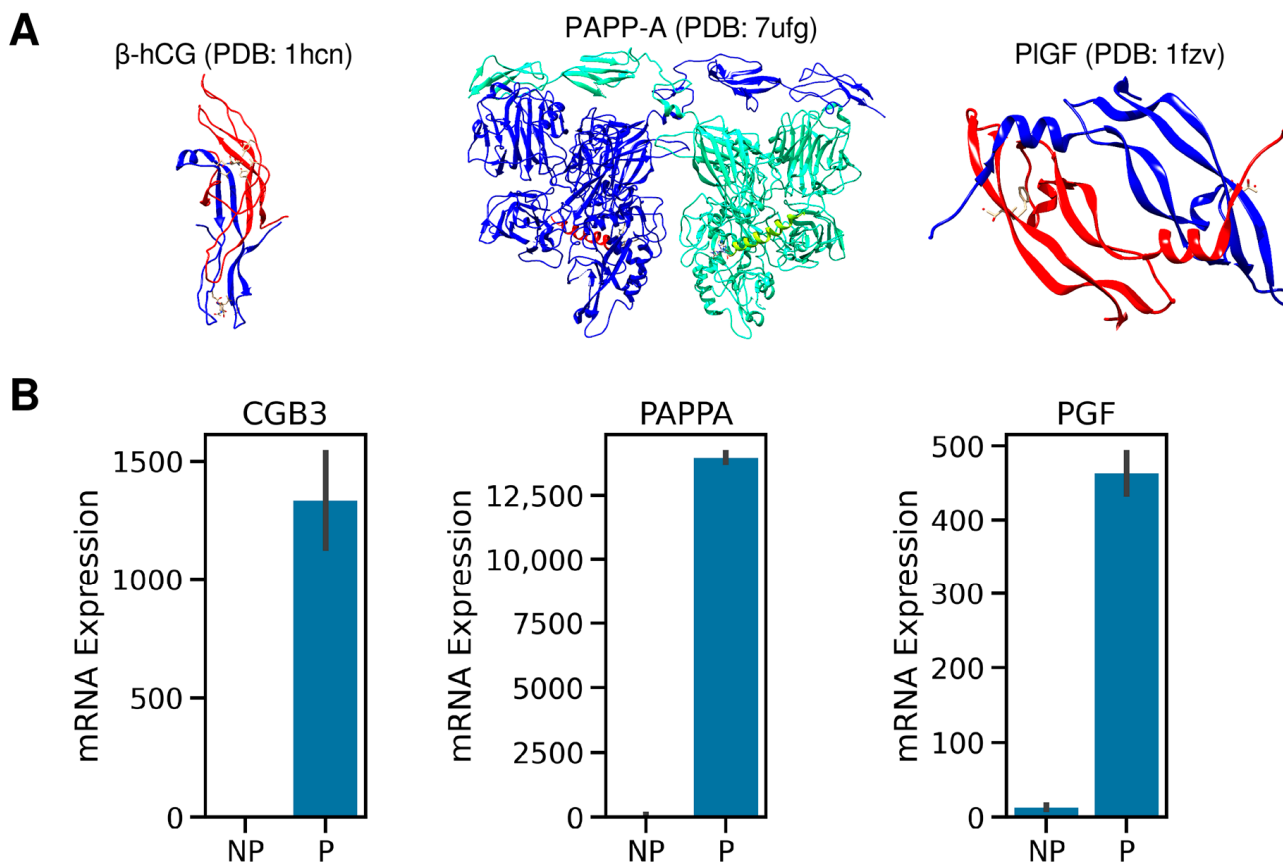 A
β-hCG (PDB: 1hcn)
PAPP-A (PDB: 7ufg)
PlGF (PDB: 1fzv)
B
CGB3
mRNA Expression
1500
1000
500
0
NP P
PAPPA
mRNA Expression
12,500
10,000
7500
5000
2500
0
NP P
PGF
mRNA Expression
500
400
300
200
100
0
NP P